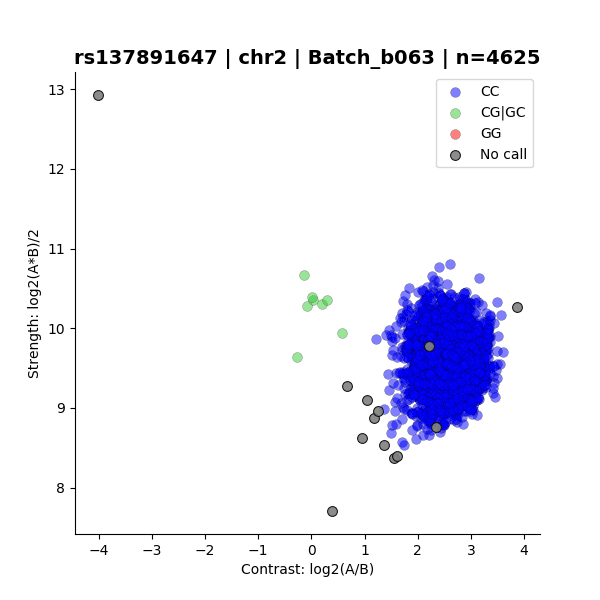 rs137891647 | chr2 | Batch_b063 | n=4625
CC
CG|GC
GG
No call
13
12
11
10
9
8
Strength: log2(A*B)/2
−4
−3
−2
−1
0
1
2
3
4
Contrast: log2(A/B)